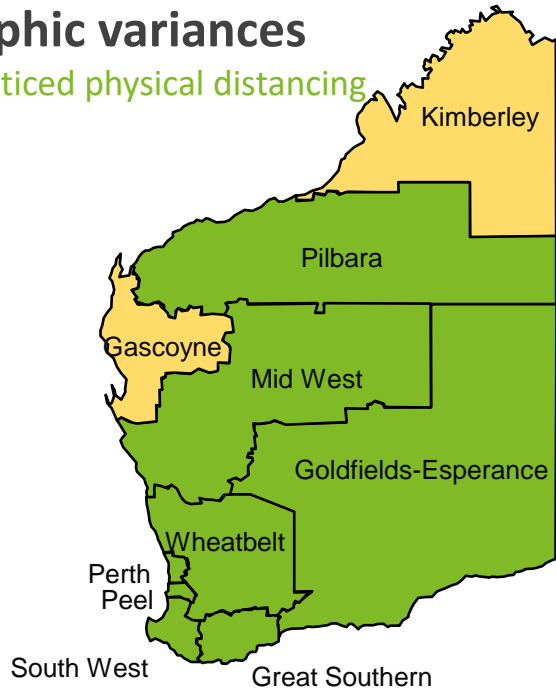 phic variances
ticed physical distancing
Kimberley
Pilbara
Gascoyne
Mid West
Goldfields-Esperance
Wheatbelt
Perth
Peel
South West
Great Southern